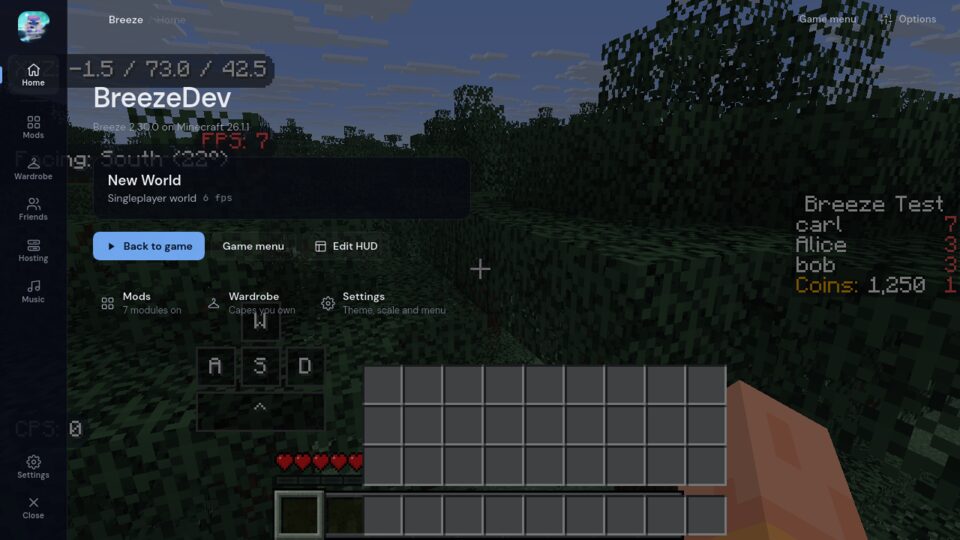 Breeze / Home
Game menu
Options
-1.5 / 73.0 / 42.5
Home
BreezeDev
Breeze 2.30.0 on Minecraft 26.1.1
FPS: 7
Mods
Facing: South (22°)
Wardrobe
New World
Singleplayer world 6 fps
Friends
Breeze Test
carl 7
Alice 3
bob 3
Coins: 1,250 1
Hosting
Back to game
Game menu
Edit HUD
Music
Mods
7 modules on
Wardrobe
Capes you own
Settings
Theme, scale and menu
W
A S D
^
CPS: 0
Settings
Close